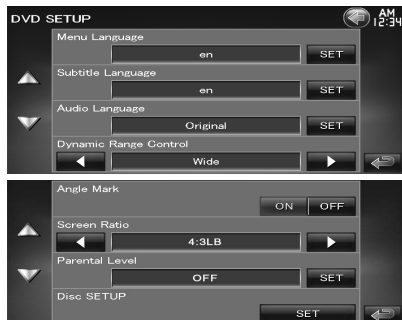 DVD SETUP
AM 12:34
Menu Language
en SET
Subtitle Language
en SET
Audio Language
Original SET
Dynamic Range Control
Wide
Angle Mark
ON OFF
Screen Ratio
4:3LB
Parental Level
OFF SET
Disc SETUP
SET